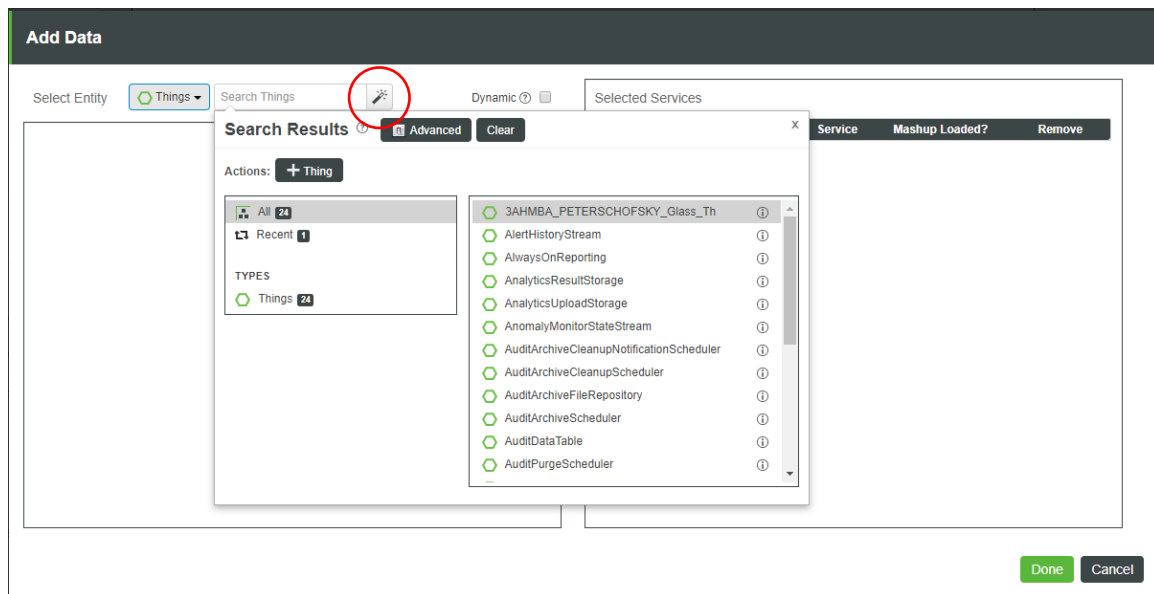 Add Data
Select Entity Things Search Things Dynamic ? Selected Services
Search Results ? Advanced Clear x Service Mashup Loaded? Remove
Actions: + Thing
All 24
Recent 1
TYPES
Things 24
3AHMBA_PETERSCHOFSKY_Glass_Th
AlertHistoryStream
AlwaysOnReporting
AnalyticsResultStorage
AnalyticsUploadStorage
AnomalyMonitorStateStream
AuditArchiveCleanupNotificationScheduler
AuditArchiveCleanupScheduler
AuditArchiveFileRepository
AuditArchiveScheduler
AuditDataTable
AuditPurgeScheduler
Done Cancel